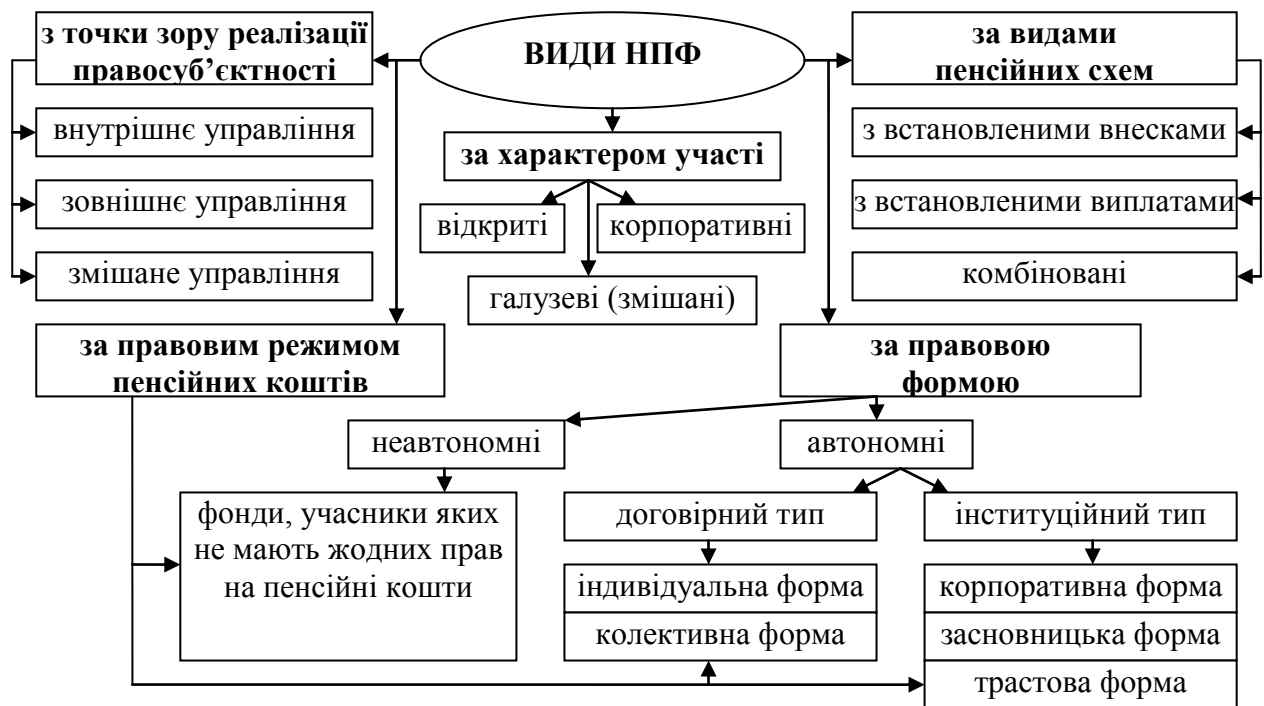 з точки зору реалізації
правосуб’єктності
ВИДИ НПФ
за видами
пенсійних схем
внутрішнє управління
зовнішнє управління
змішане управління
за характером участі
відкриті
корпоративні
галузеві (змішані)
з встановленими внесками
з встановленими виплатами
комбіновані
за правовим режимом
пенсійних коштів
за правовою
формою
неавтономні
автономні
фонди, учасники яких
не мають жодних прав
на пенсійні кошти
договірний тип
інституційний тип
індивідуальна форма
колективна форма
корпоративна форма
засновницька форма
трастова форма